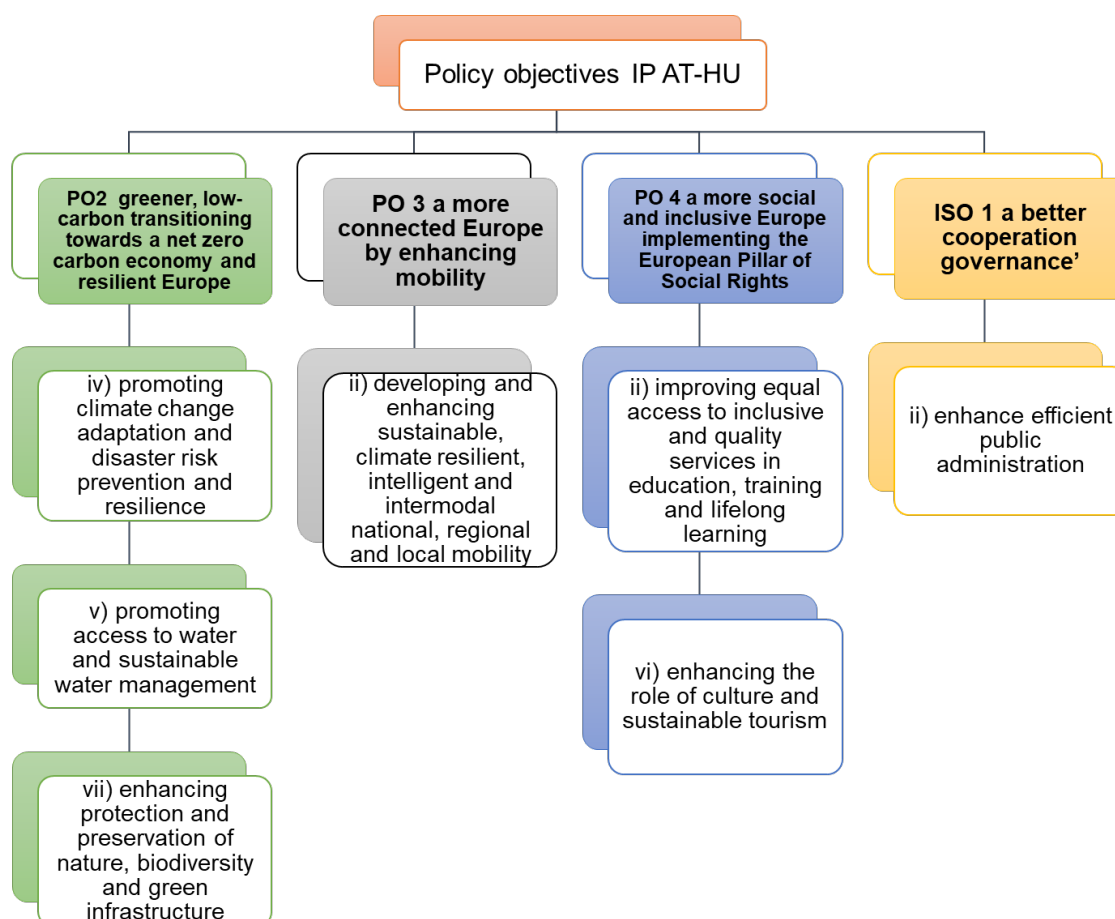 Policy objectives IP AT-HU
PO2 greener, low-
carbon transitioning
towards a net zero
carbon economy and
resilient Europe
iv) promoting
climate change
adaptation and
disaster risk
prevention and
resilience
v) promoting
access to water
and sustainable
water management
vii) enhancing
protection and
preservation of
nature, biodiversity
and green
infrastructure
PO 3 a more
connected Europe
by enhancing
mobility
ii) developing and
enhancing
sustainable,
climate resilient,
intelligent and
intermodal
national, regional
and local mobility
PO 4 a more social
and inclusive Europe
implementing the
European Pillar of
Social Rights
ii) improving equal
access to inclusive
and quality
services in
education, training
and lifelong
learning
vi) enhancing the
role of culture and
sustainable tourism
ISO 1 a better
cooperation
governance’
ii) enhance efficient
public
administration